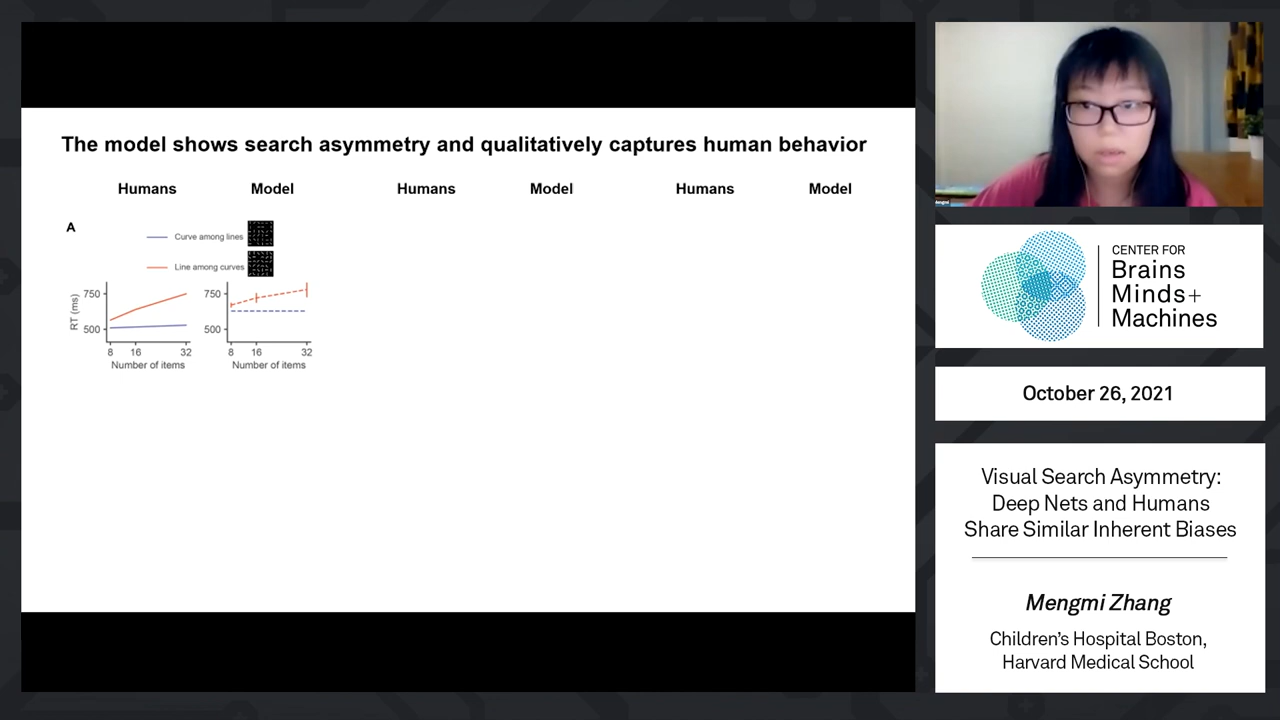 The model shows search asymmetry and qualitatively captures human behavior
Humans Model Humans Model Humans Model
A
Curve among lines
Line among curves
RT (ms)
750
500
8 16 32
Number of items
750
500
8 16 32
Number of items
CENTER FOR
Brains
Minds+
Machines
October 26, 2021
Visual Search Asymmetry:
Deep Nets and Humans
Share Similar Inherent Biases
Mengmi Zhang
Children's Hospital Boston,
Harvard Medical School